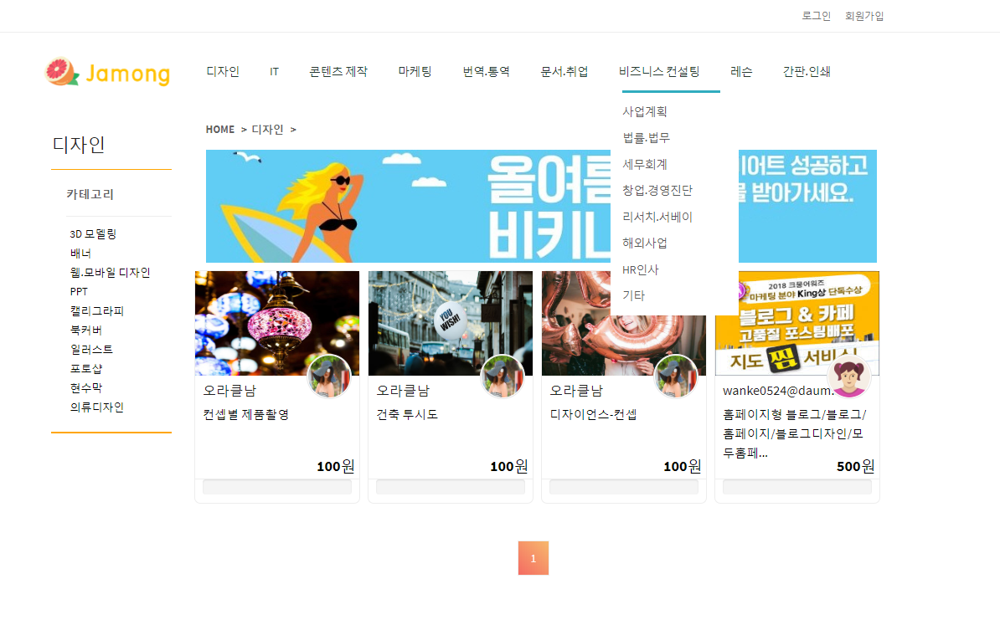 로그인 회원가입
Jamong
디자인 IT 콘텐츠 제작 마케팅 번역.통역 문서.취업 비즈니스 컨설팅 레슨 간판.인쇄
사업계획
법률.법무
세무회계
창업.경영진단
리서치.서베이
해외사업
HR인사
기타
HOME > 디자인 >
디자인
카테고리
3D 모델링
배너
웹.모바일 디자인
PPT
캘리그라피
북커버
일러스트
포토샵
현수막
의류디자인
올여름
비키니
이어트 성공하고
를 받아가세요.
YOU
WISH!
2018 크몽어워즈
마케팅 분야 King상 단독수상
블로그 & 카페
고품질 포스팅배포
지도 찜 서비스
오라클남
컨셉별 제품촬영
100원
오라클남
건축 투시도
100원
오라클남
디자이언스-컨셉
100원
wanke0524@daum.
홈페이지형 블로그/블로그/
홈페이지/블로그디자인/모
두홈페...
500원
1